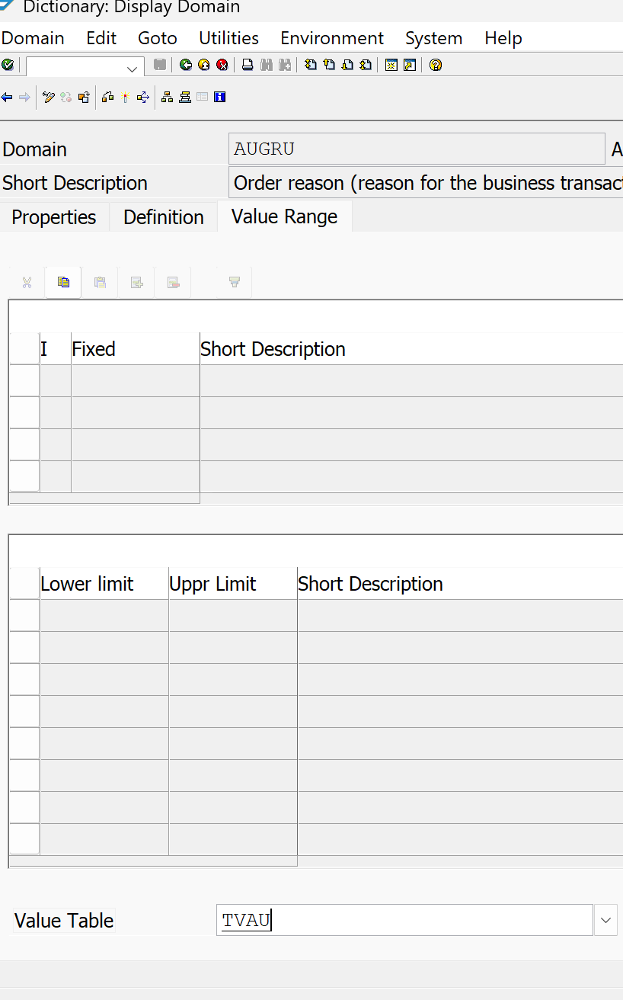 Dictionary: Display Domain
Domain Edit Goto Utilities Environment System Help
Domain AUGRU A
Short Description Order reason (reason for the business transact
Properties Definition Value Range
I Fixed Short Description
Lower limit Uppr Limit Short Description
Value Table TVAU